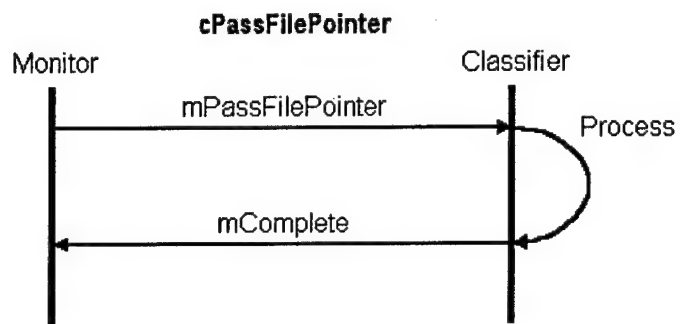 cPassFilePointer
Monitor
Classifier
mPassFilePointer
Process
mComplete